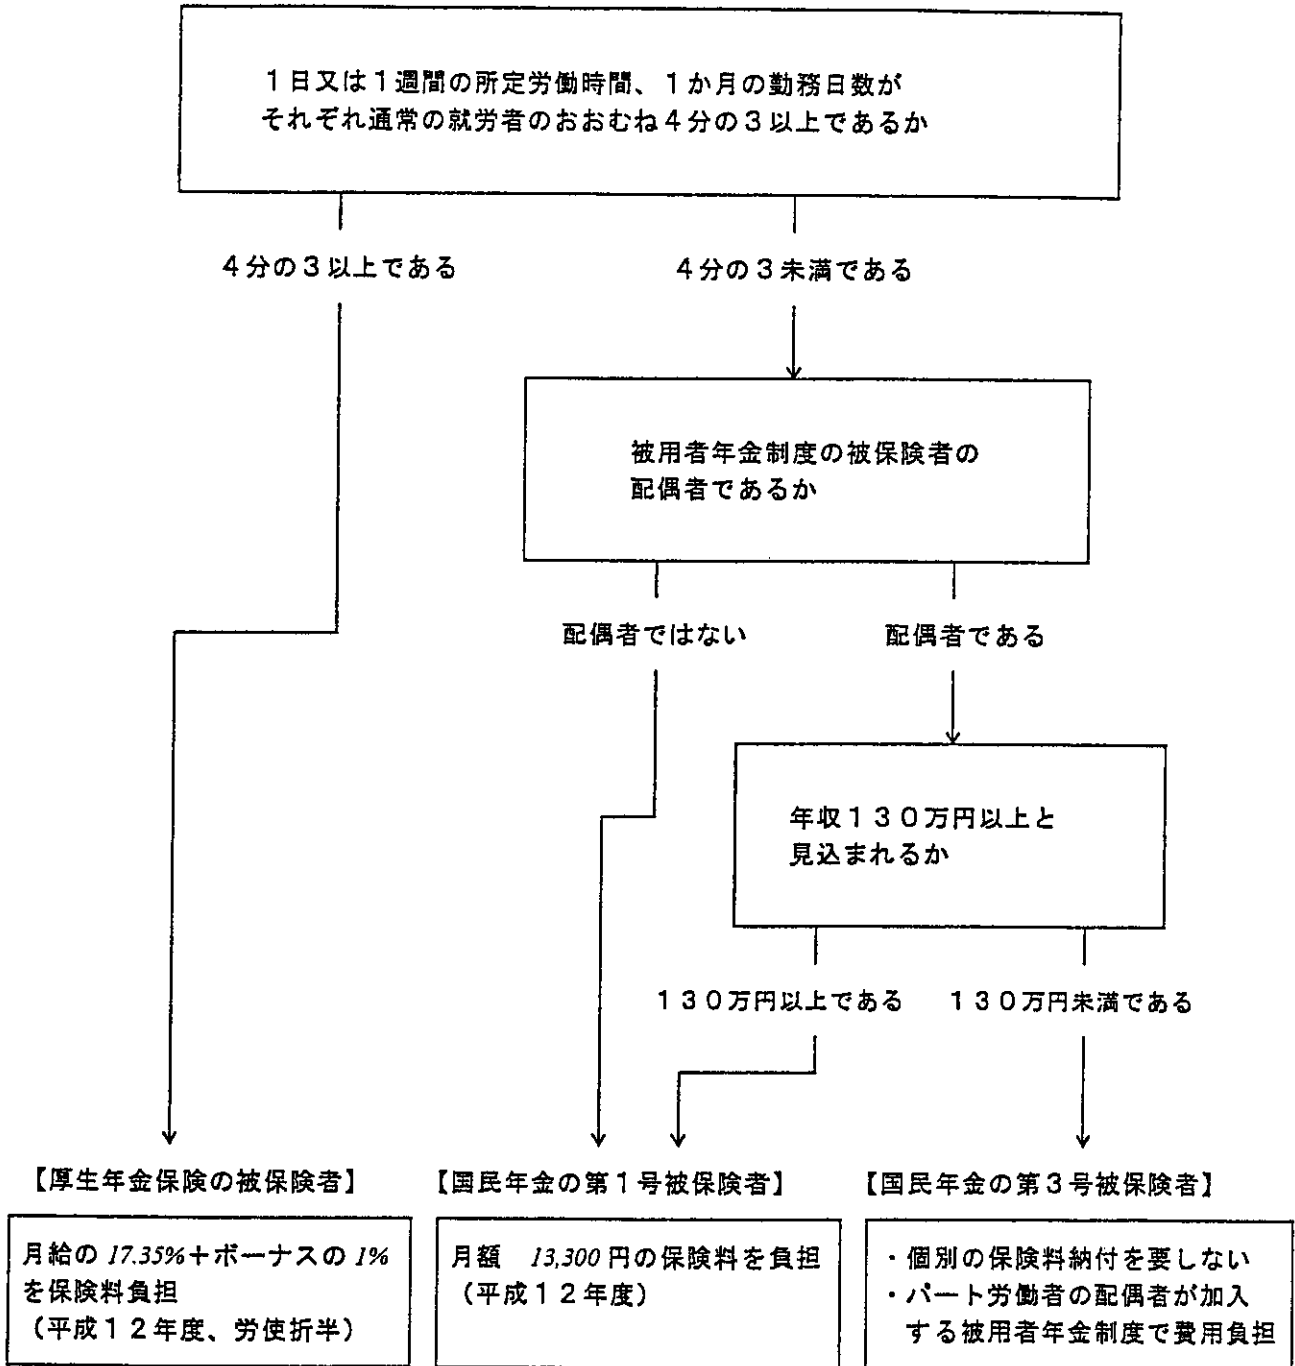 1日又は1週間の所定労働時間、1か月の勤務日数が
それぞれ通常の就労者のおおむね4分の3以上であるか
4分の3以上である
4分の3未満である
被用者年金制度の被保険者の
配偶者であるか
配偶者ではない
配偶者である
年収130万円以上と
見込まれるか
130万円以上である
130万円未満である
【厚生年金保険の被保険者】
月給の17.35%+ボーナスの1%
を保険料負担
(平成12年度、労使折半)
【国民年金の第1号被保険者】
月額 13,300円の保険料を負担
(平成12年度)
【国民年金の第3号被保険者】
・個別の保険料納付を要しない
・パート労働者の配偶者が加入
する被用者年金制度で費用負担